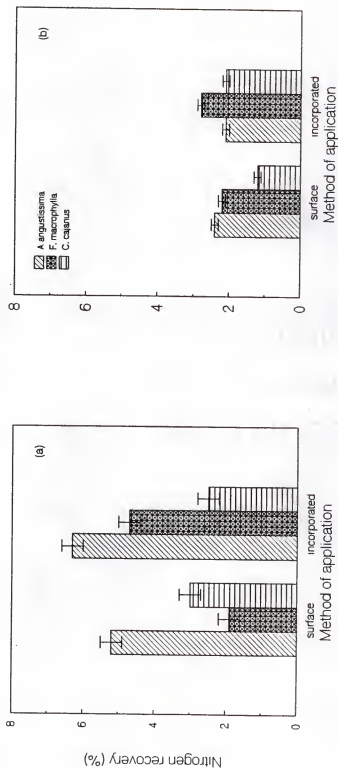 (a)
Nitrogen recovery (%)
8
6
4
2
0
surface
incorporated
Method of application
(b)
A angustissima
F. macrophylla
C. cajanus
8
6
4
2
0
surface
incorporated
Method of application